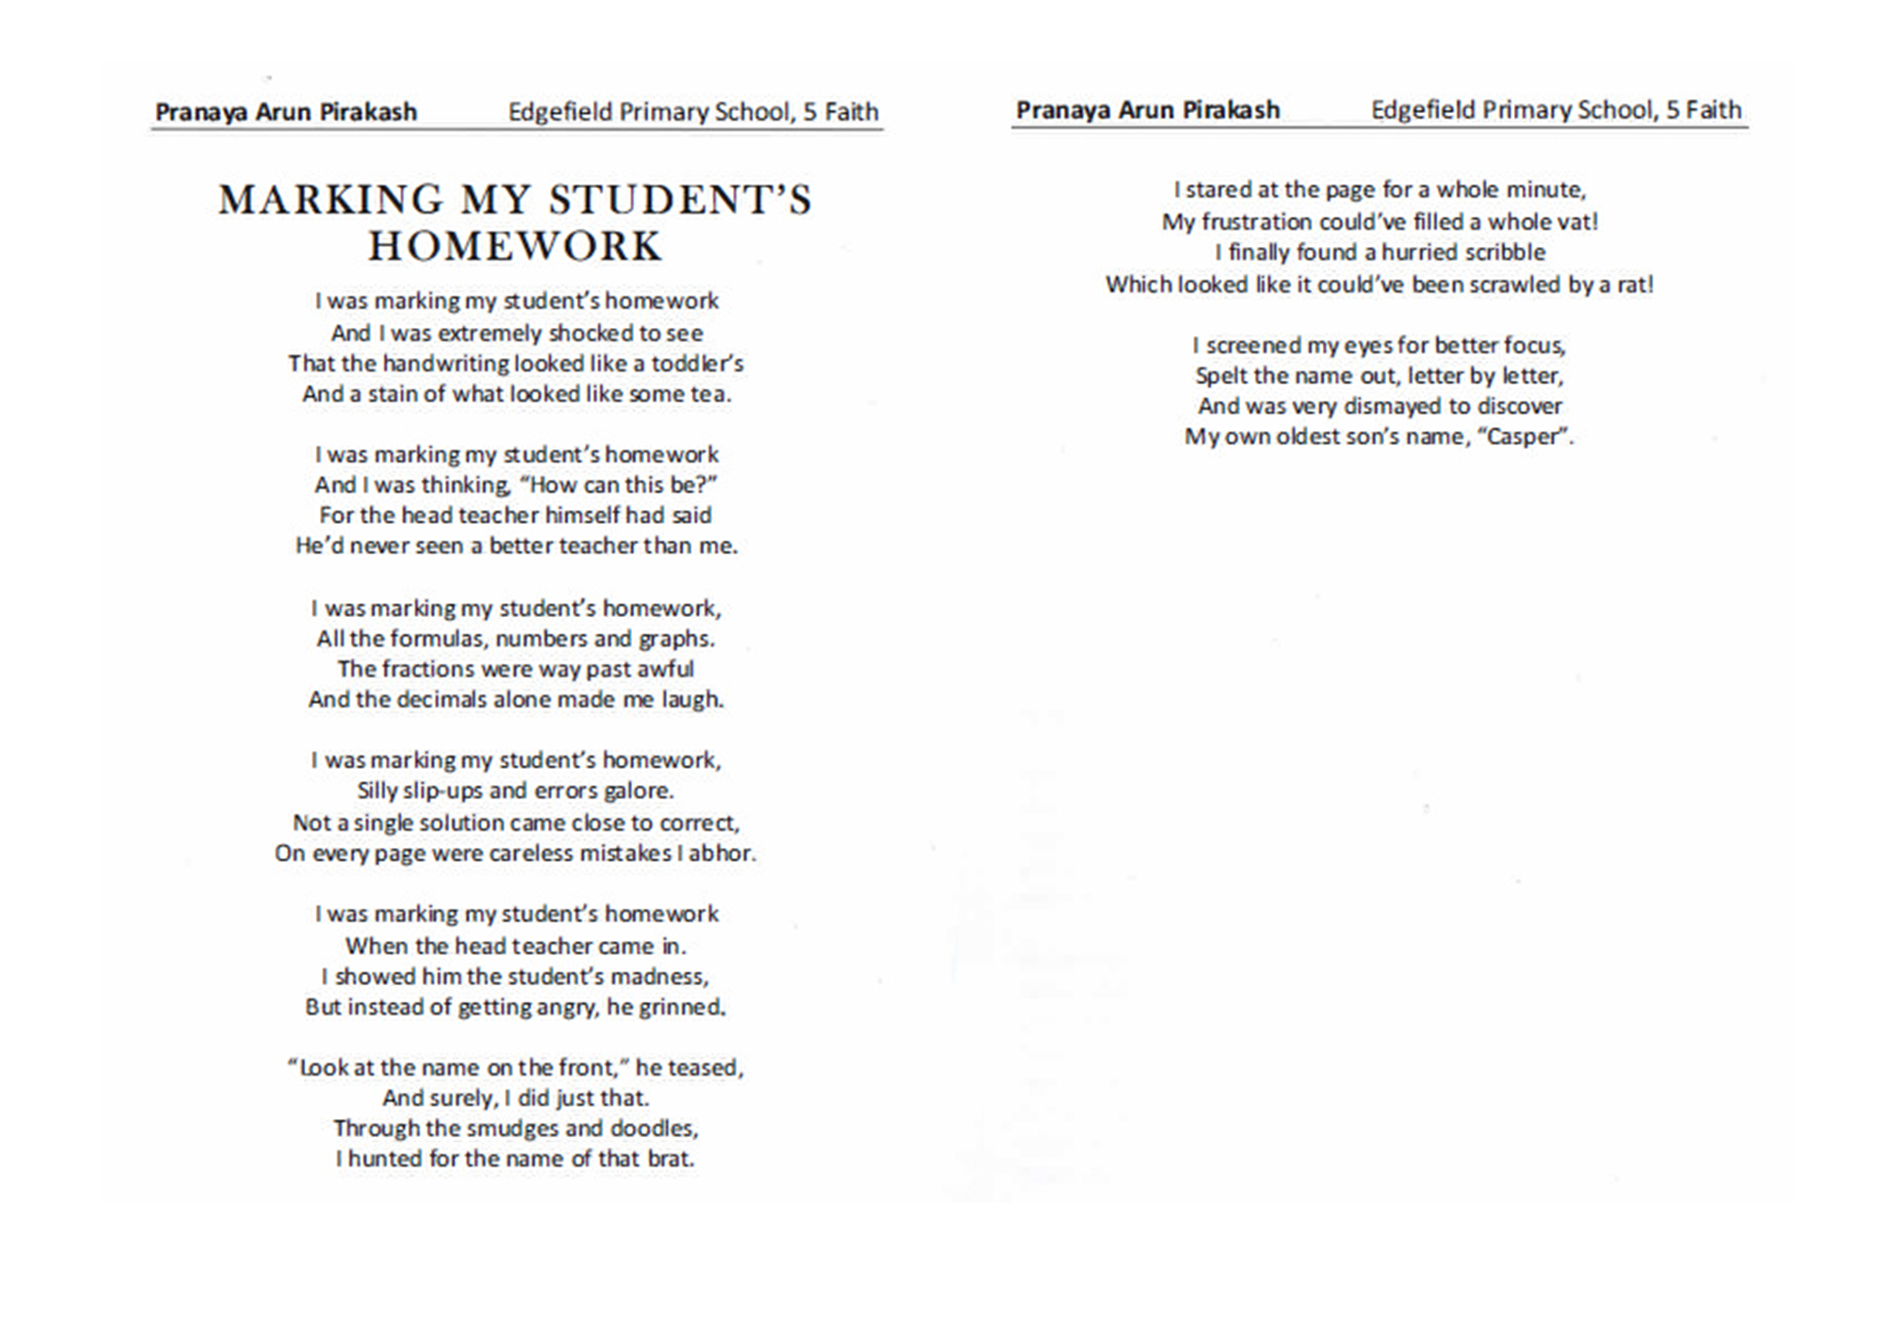 Pranaya Arun Pirakash Edgefield Primary School, 5 Faith
MARKING MY STUDENT’S
HOMEWORK
I was marking my student’s homework
And I was extremely shocked to see
That the handwriting looked like a toddler’s
And a stain of what looked like some tea.
I was marking my student’s homework
And I was thinking, “How can this be?”
For the head teacher himself had said
He’d never seen a better teacher than me.
I was marking my student’s homework,
All the formulas, numbers and graphs.
The fractions were way past awful
And the decimals alone made me laugh.
I was marking my student’s homework,
Silly slip-ups and errors galore.
Not a single solution came close to correct,
On every page were careless mistakes I abhor.
I was marking my student’s homework
When the head teacher came in.
I showed him the student’s madness,
But instead of getting angry, he grinned.
“Look at the name on the front,” he teased,
And surely, I did just that.
Through the smudges and doodles,
I hunted for the name of that brat.
Pranaya Arun Pirakash Edgefield Primary School, 5 Faith
I stared at the page for a whole minute,
My frustration could’ve filled a whole vat!
I finally found a hurried scribble
Which looked like it could’ve been scrawled by a rat!
I screened my eyes for better focus,
Spelt the name out, letter by letter,
And was very dismayed to discover
My own oldest son’s name, “Casper”.